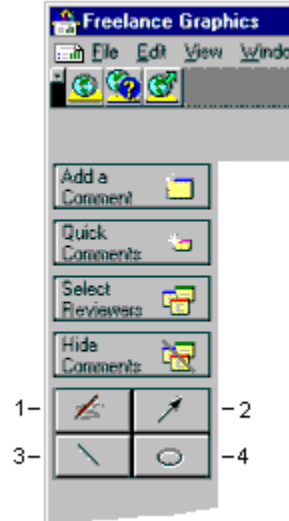 Freelance Graphics
File Edit View Windo
Add a
Comment
Quick
Comments
Select
Reviewers
Hide
Comments
1
2
3
4